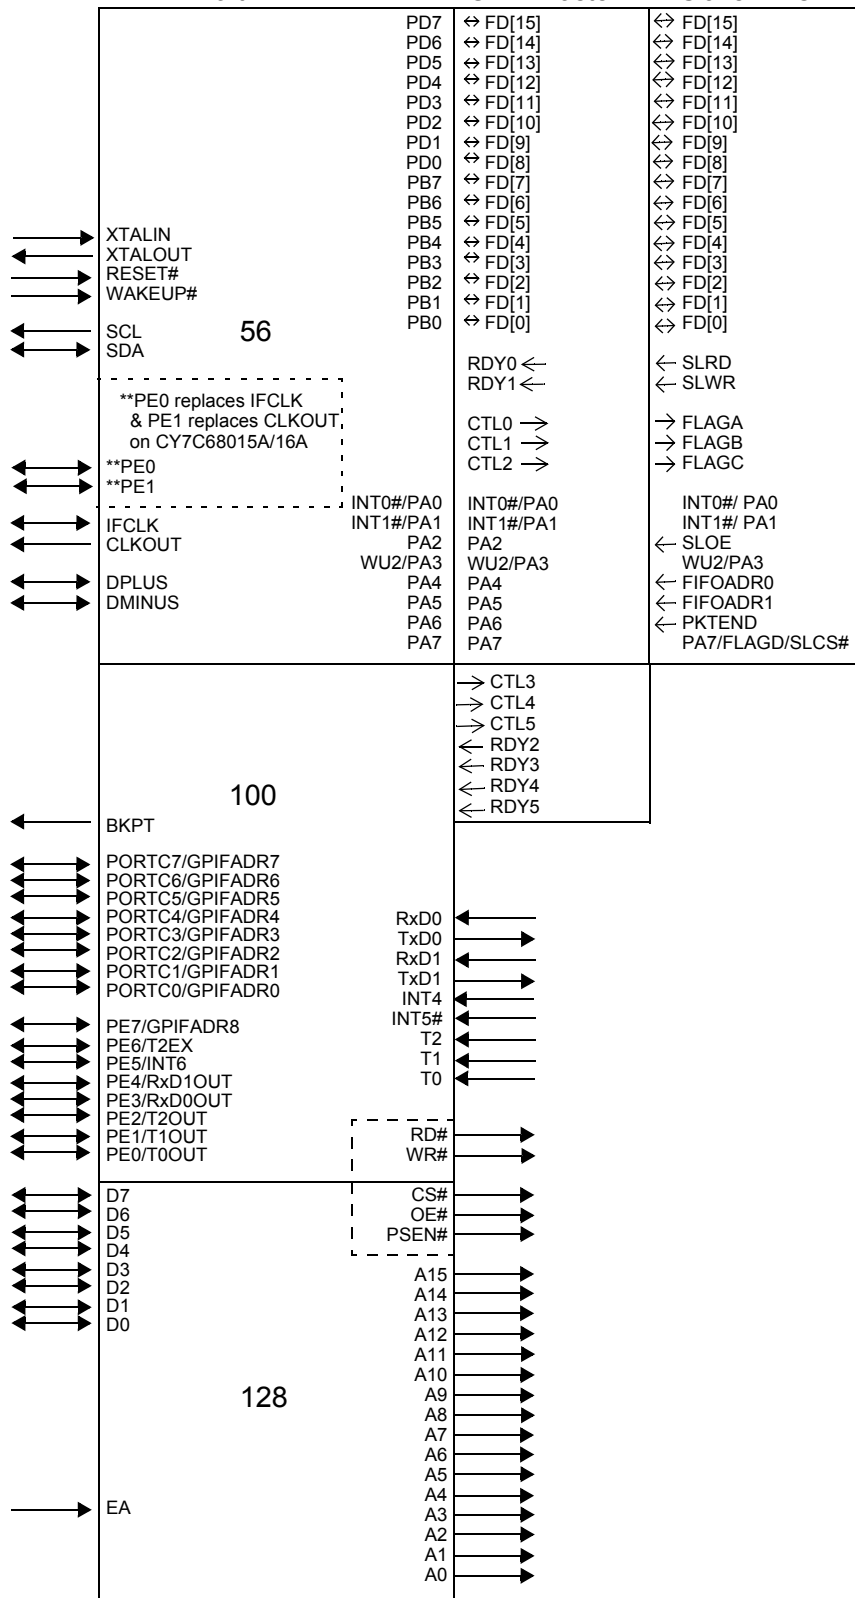 PD7 FD[15] FD[15]
PD6 FD[14] FD[14]
PD5 FD[13] FD[13]
PD4 FD[12] FD[12]
PD3 FD[11] FD[11]
PD2 FD[10] FD[10]
PD1 FD[9] FD[9]
PD0 FD[8] FD[8]
PB7 FD[7] FD[7]
PB6 FD[6] FD[6]
PB5 FD[5] FD[5]
PB4 FD[4] FD[4]
PB3 FD[3] FD[3]
PB2 FD[2] FD[2]
PB1 FD[1] FD[1]
PB0 FD[0] FD[0]
XTALIN
XTALOUT
RESET#
WAKEUP#
SCL
SDA
56
RDY0 SLRD
RDY1 SLWR
**PE0 replaces IFCLK
& PE1 replaces CLKOUT
on CY7C68015A/16A
**PE0
**PE1
CTL0 FLAGA
CTL1 FLAGB
CTL2 FLAGC
IFCLK
CLKOUT
DPLUS
DMINUS
INT0#/PA0 INT0#/PA0 INT0#/ PA0
INT1#/PA1 INT1#/PA1 INT1#/ PA1
PA2 PA2 SLOE
WU2/PA3 WU2/PA3 WU2/PA3
PA4 PA4 FIFOADR0
PA5 PA5 FIFOADR1
PA6 PA6 PKTEND
PA7 PA7 PA7/FLAGD/SLCS#
CTL3
CTL4
CTL5
RDY2
RDY3
RDY4
RDY5
100
BKPT
PORTC7/GPIFADR7
PORTC6/GPIFADR6
PORTC5/GPIFADR5
PORTC4/GPIFADR4
PORTC3/GPIFADR3
PORTC2/GPIFADR2
PORTC1/GPIFADR1
PORTC0/GPIFADR0
PE7/GPIFADR8
PE6/T2EX
PE5/INT6
PE4/RxD1OUT
PE3/RxD0OUT
PE2/T2OUT
PE1/T1OUT
PE0/T0OUT
RxD0
TxD0
RxD1
TxD1
INT4
INT5#
T2
T1
T0
RD#
WR#
CS#
OE#
PSEN#
D7
D6
D5
D4
D3
D2
D1
D0
128
EA
A15
A14
A13
A12
A11
A10
A9
A8
A7
A6
A5
A4
A3
A2
A1
A0